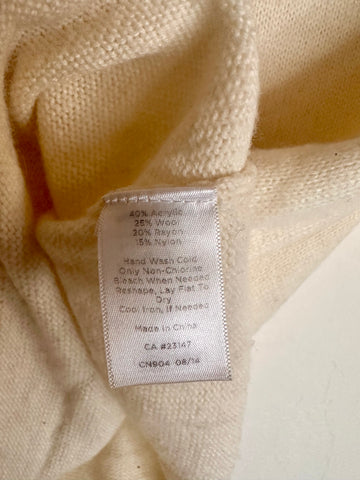 40% Acrylic
25% Wool
20% Rayon
15% Nylon
Hand Wash Cold
Only Non-Chlorine
Bleach When Needed
Reshape, Lay Flat To
Dry
Cool Iron, If Needed
Made in China
CA #23147
CN904 08/14